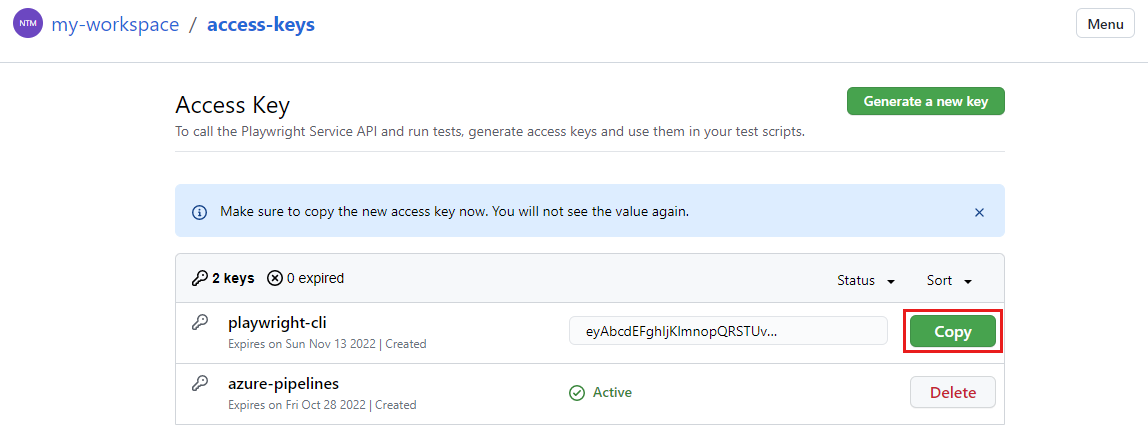 NTM my-workspace / access-keys Menu
Access Key Generate a new key
To call the Playwright Service API and run tests, generate access keys and use them in your test scripts.
Make sure to copy the new access key now. You will not see the value again.
2 keys 0 expired Status Sort
playwright-cli
Expires on Sun Nov 13 2022 | Created
eyAbcdEFghIjKlmnopQRSTUv... Copy
azure-pipelines
Expires on Fri Oct 28 2022 | Created
Active Delete